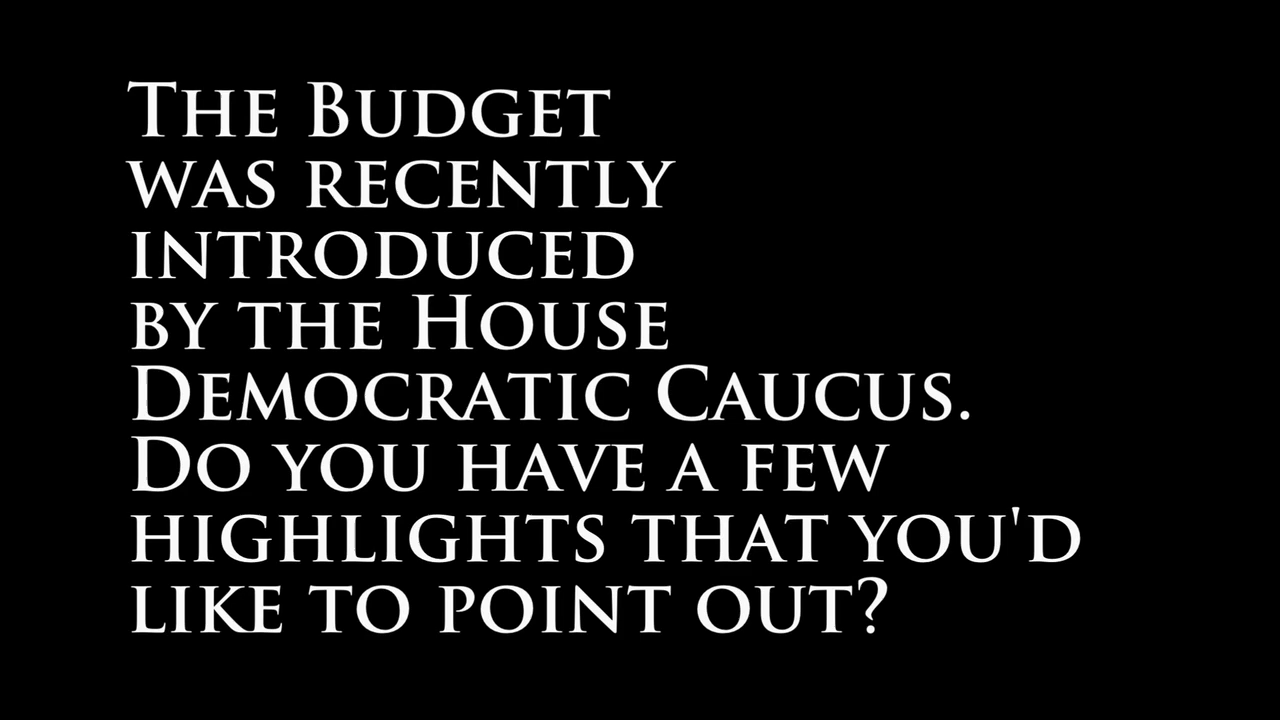 The Budget
was recently
introduced
by the House
Democratic Caucus.
Do you have a few
highlights that you'd
like to point out?